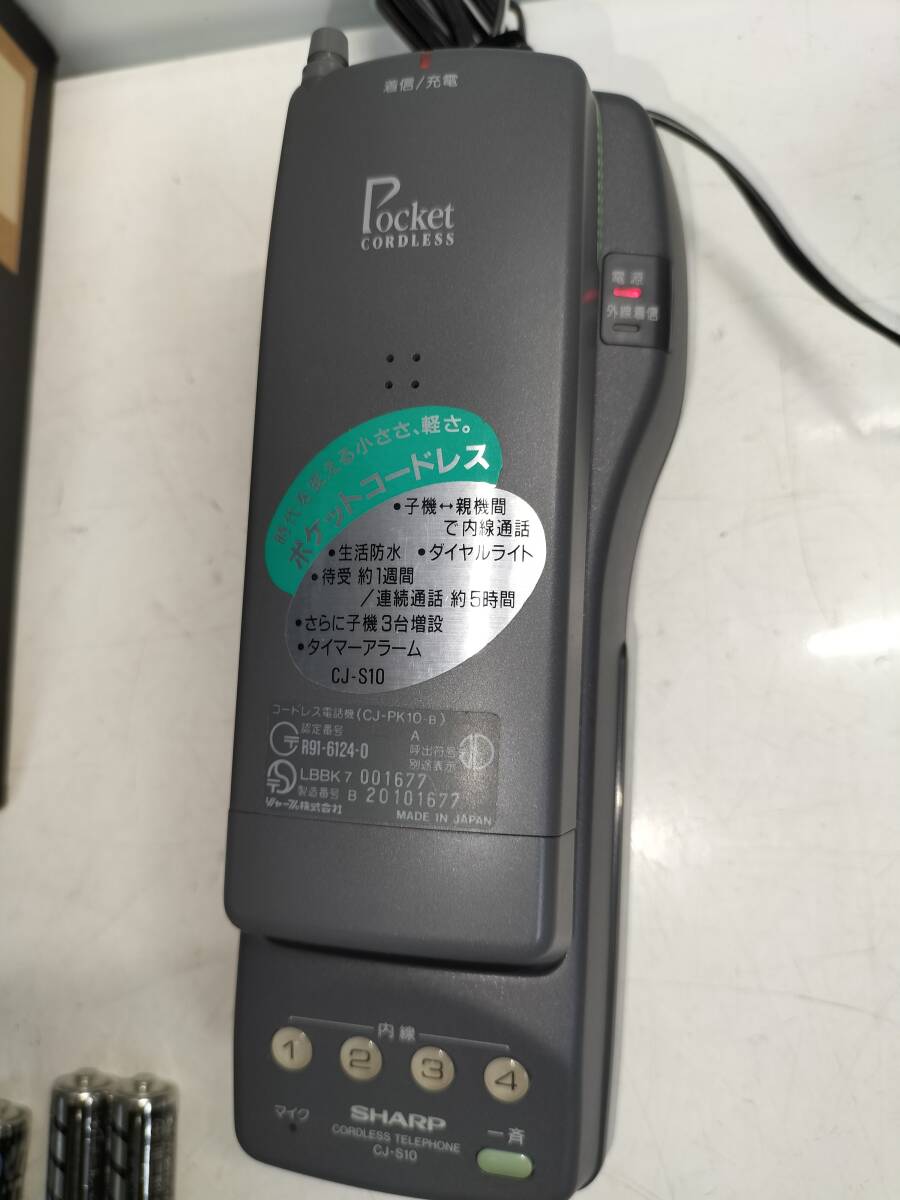 着信/充電
Pocket
CORDLESS
電源
外線着信
時代を変える小ささ、軽さ。
ポケットコードレス
•子機↔親機間
で内線通話
•生活防水 •ダイヤルライト
•待受 約1週間
/連続通話 約5時間
•さらに子機3台増設
•タイマーアラーム
CJ-S10
コードレス電話機(CJ-PK10-B)
認定番号
R91-6124-0
A
呼出符号
別途表示
LBBK7 001677
製造番号 B 20101677
シャープ株式会社
MADE IN JAPAN
内線
1
2
3
4
マイク
SHARP
CORDLESS TELEPHONE
CJ-S10
一斉